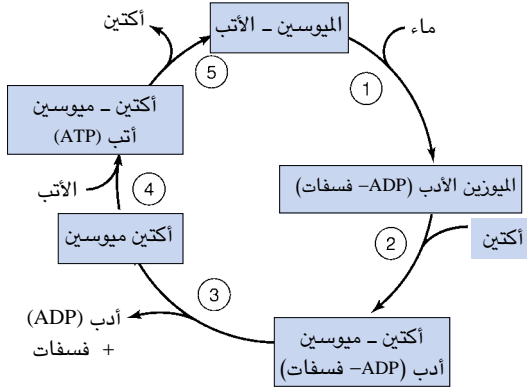 الميوسين – الأتب
ماء
1
الميوزين الأدب (ADP– فسفات)
أكتين
2
أكتين – ميوسين
أدب (ADP– فسفات)
3
أدب (ADP)
+ فسفات
أكتين ميوسين
4
الأتب
أكتين – ميوسين
أتب (ATP)
5
أكتين